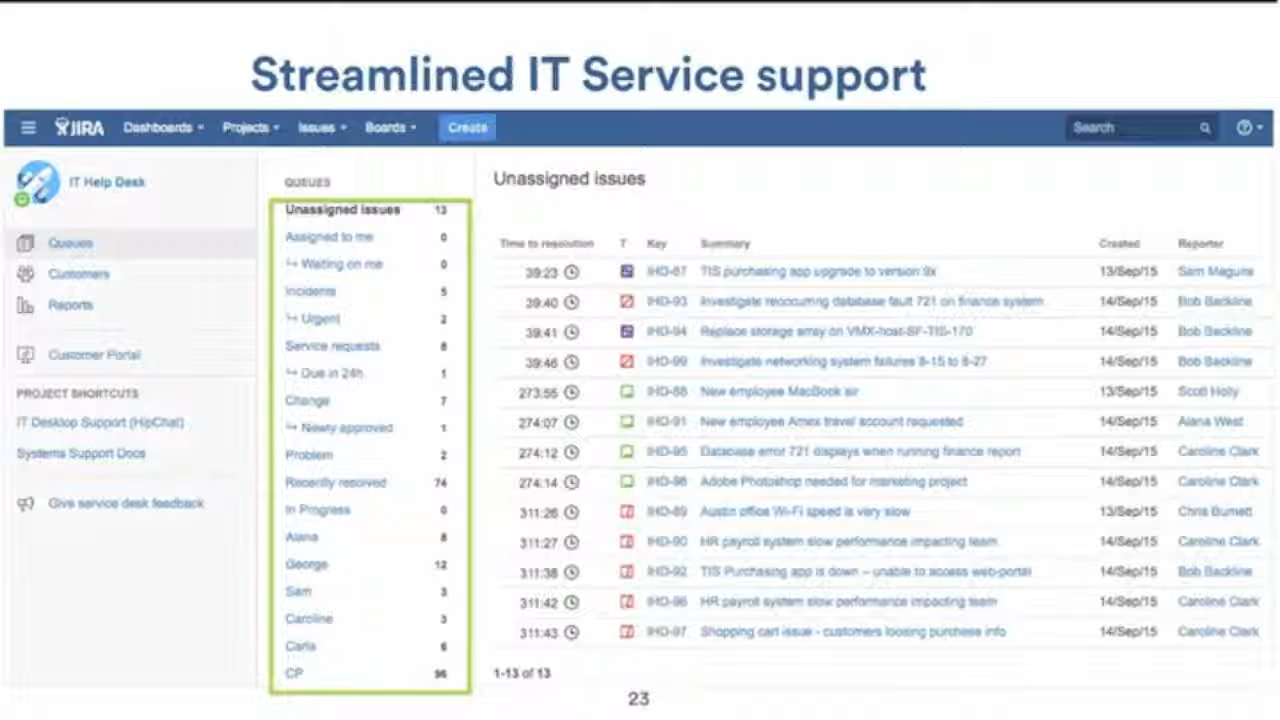 Streamlined IT Service support
JIRA Dashboards Projects Issues Boards Create Search
IT Help Desk
Queues
Customers
Reports
Customer Portal
PROJECT SHORTCUTS
IT Desktop Support (HipChat)
Systems Support Docs
Give service desk feedback
QUEUES
Unassigned issues 13
Assigned to me 0
Waiting on me 0
Incidents 5
Urgent 2
Service requests 8
Due in 24h 1
Change 7
Newly approved 1
Problem 2
Recently resolved 74
In Progress 0
Alana 8
George 12
Sam 3
Caroline 3
Carla 6
CP 96
Unassigned issues
Time to resolution T Key Summary Created Reporter
39:23 IHD-87 TIS purchasing app upgrade to version 9x 13/Sep/15 Sam Maguire
39:40 IHD-93 Investigate reoccurring database fault 721 on finance system 14/Sep/15 Bob Backline
39:41 IHD-94 Replace storage array on VMX-host-SF-TIS-170 14/Sep/15 Bob Backline
39:46 IHD-99 Investigate networking system failures 8-15 to 8-27 14/Sep/15 Bob Backline
273:55 IHD-88 New employee MacBook air 13/Sep/15 Scott Holly
274:07 IHD-91 New employee Amex travel account requested 14/Sep/15 Alana West
274:12 IHD-95 Database error 721 displays when running finance report 14/Sep/15 Caroline Clark
274:14 Adobe Photoshop needed for marketing project 14/Sep/15 Caroline Clark
311:26 IHD-89 Austin office Wi-Fi speed is very slow 13/Sep/15 Chris Burnett
311:27 IHD-90 HR payroll system slow performance impacting team 14/Sep/15 Caroline Clark
311:38 IHD-92 TIS Purchasing app is down – unable to access web-portal 14/Sep/15 Bob Backline
311:42 HR payroll system slow performance impacting team 14/Sep/15 Caroline Clark
311:43 IHD-97 Shopping cart issue - customers loosing purchase info 14/Sep/15 Caroline Clark
1-13 of 13
23